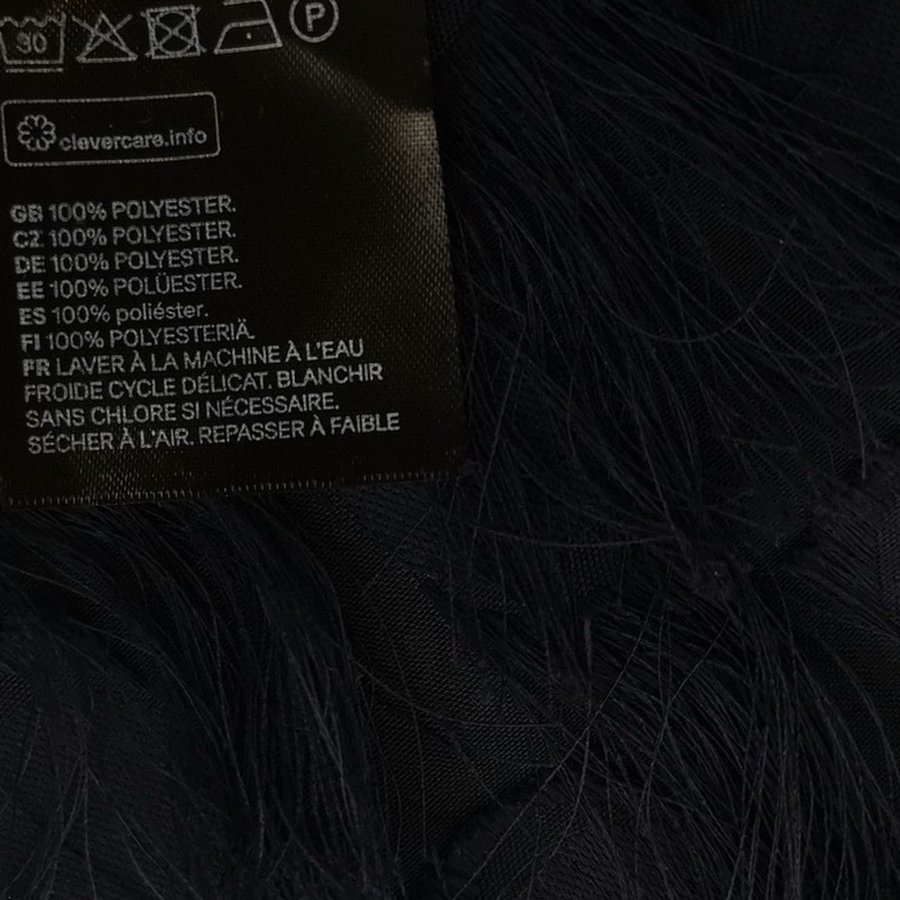 30
P
clevercare.info
GB 100% POLYESTER.
CZ 100% POLYESTER.
DE 100% POLYESTER.
EE 100% POLÜESTER.
ES 100% poliéster.
FI 100% POLYESTERIÄ.
FR LAVER À LA MACHINE À L'EAU
FROIDE CYCLE DÉLICAT. BLANCHIR
SANS CHLORE SI NÉCESSAIRE.
SÉCHER À L'AIR. REPASSER À FAIBLE